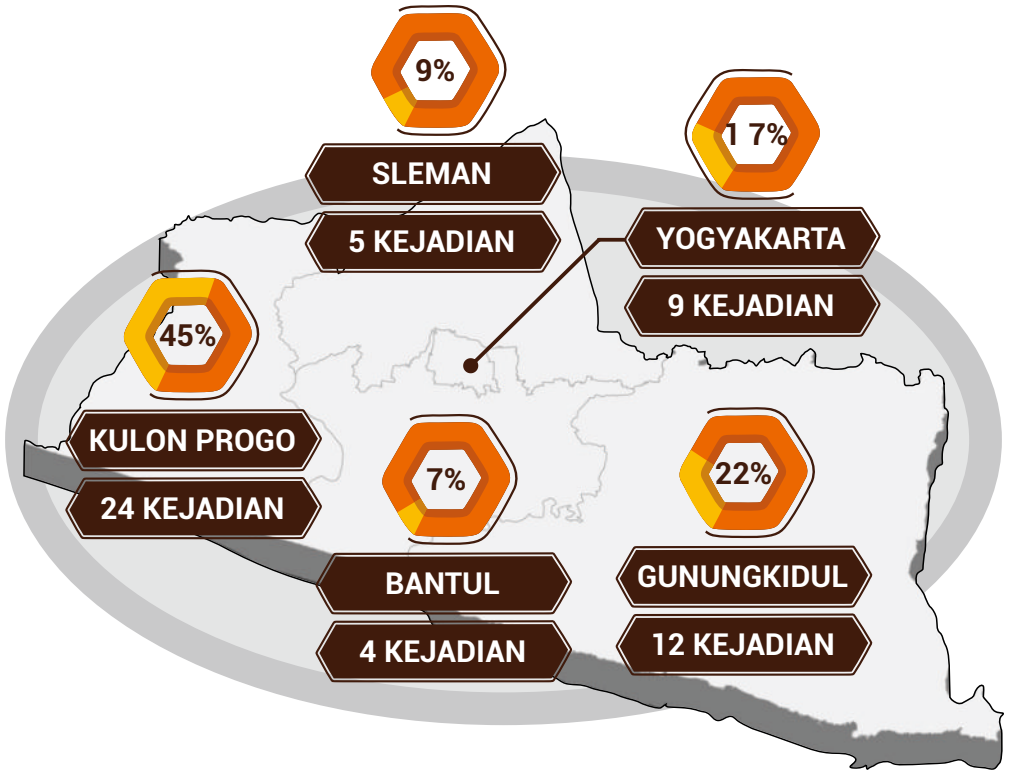 9%
SLEMAN
5 KEJADIAN
1 7%
YOGYAKARTA
9 KEJADIAN
45%
KULON PROGO
24 KEJADIAN
7%
BANTUL
4 KEJADIAN
22%
GUNUNGKIDUL
12 KEJADIAN